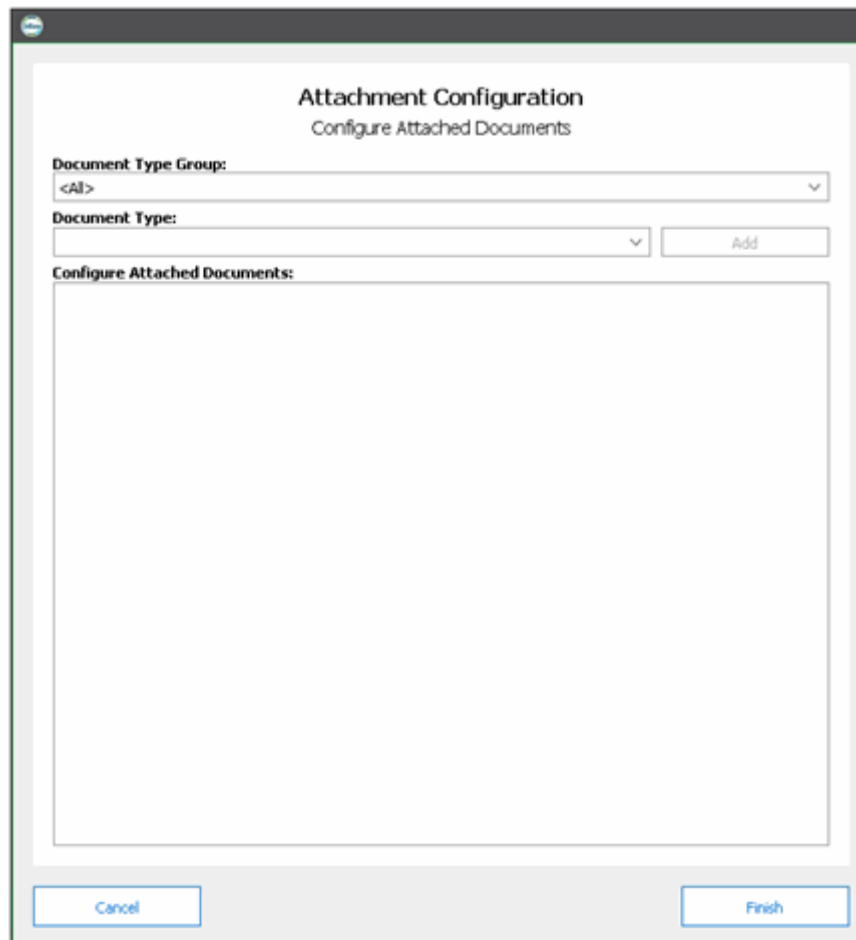 Attachment Configuration
Configure Attached Documents
Document Type Group:
<All>
Document Type:
Add
Configure Attached Documents:
Cancel
Finish